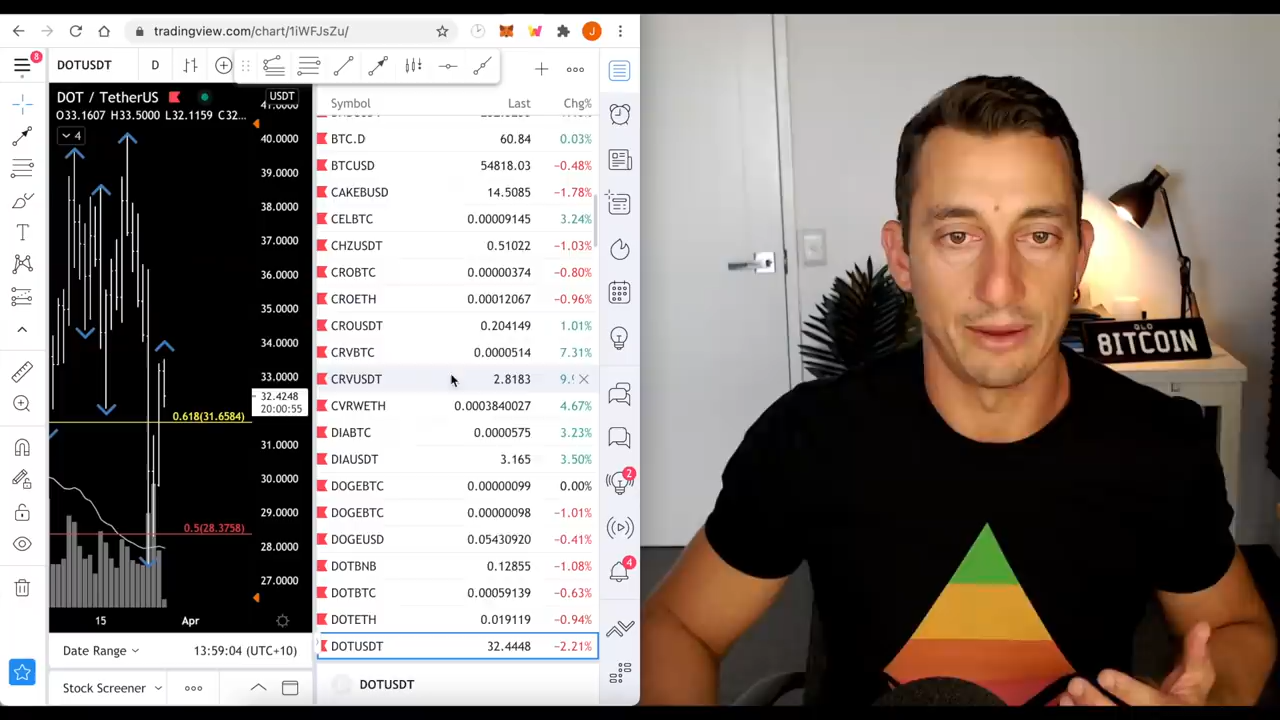 tradingview.com/chart/1iWFJsZu/
J
8
DOTUSDT D
DOT / TetherUS USDT
O33.1607 H33.5000 L32.1159 C32...
4
40.0000
39.0000
38.0000
37.0000
36.0000
35.0000
34.0000
33.0000
32.4248
20:00:55
0.618(31.6584)
31.0000
30.0000
29.0000
0.5(28.3758)
28.0000
27.0000
15 Apr
Date Range 13:59:04 (UTC+10)
Stock Screener
Symbol Last Chg%
BTC.D 60.84 0.03%
BTCUSD 54818.03 −0.48%
CAKEBUSD 14.5085 −1.78%
CELBTC 0.00009145 3.24%
CHZUSDT 0.51022 −1.03%
CROBTC 0.00000374 −0.80%
CROETH 0.00012067 −0.96%
CROUSDT 0.204149 1.01%
CRVBTC 0.0000514 7.31%
CRVUSDT 2.8183
CVRWETH 0.0003840027 4.67%
DIABTC 0.0000575 3.23%
DIAUSDT 3.165 3.50%
DOGEBTC 0.00000099 0.00%
DOGEBTC 0.00000098 −1.01%
DOGEUSD 0.05430920 −0.41%
DOTBNB 0.12855 −1.08%
DOTBTC 0.00059139 −0.63%
DOTETH 0.019119 −0.94%
DOTUSDT 32.4448 −2.21%
DOTUSDT
2
4
QLD
8ITCOIN